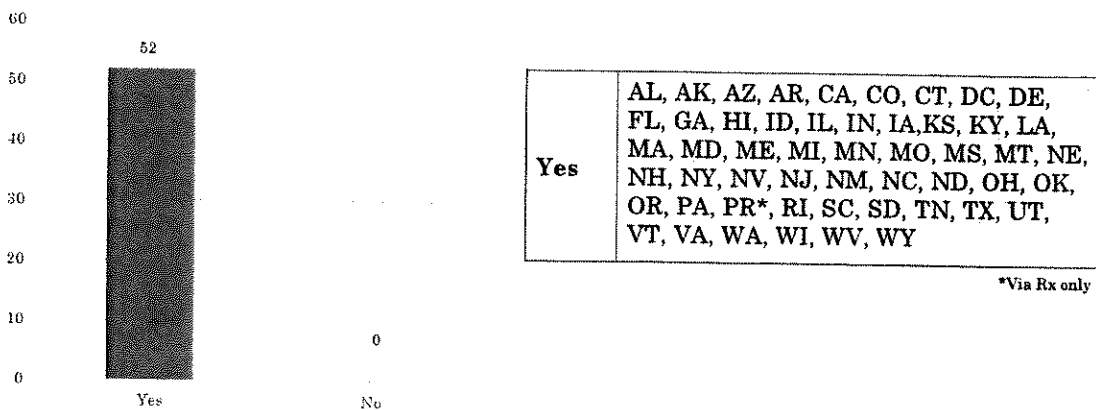 60
52
50
40
30
20
10
0
0
Yes
No
Yes
AL, AK, AZ, AR, CA, CO, CT, DC, DE,
FL, GA, HI, ID, IL, IN, IA,KS, KY, LA,
MA, MD, ME, MI, MN, MO, MS, MT, NE,
NH, NY, NV, NJ, NM, NC, ND, OH, OK,
OR, PA, PR*, RI, SC, SD, TN, TX, UT,
VT, VA, WA, WI, WV, WY
*Via Rx only